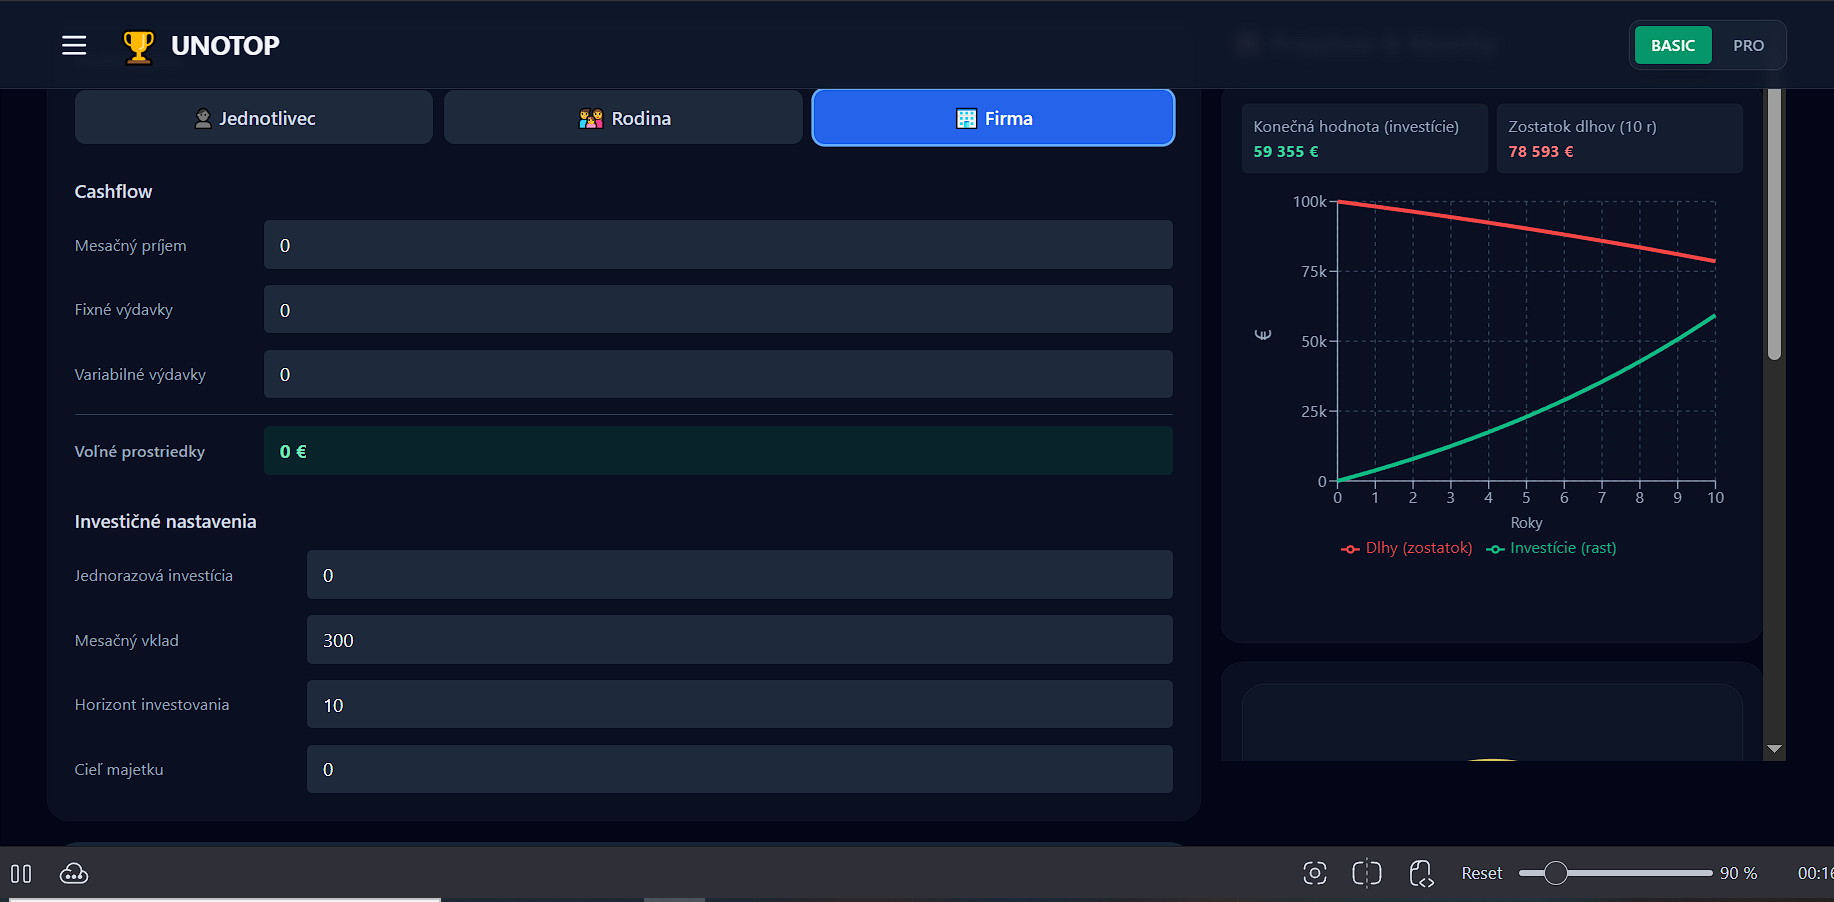 UNOTOP
BASIC
PRO
Jednotlivec
Rodina
Firma
Cashflow
Mesačný príjem
0
Fixné výdavky
0
Variabilné výdavky
0
Voľné prostriedky
0 €
Investičné nastavenia
Jednorazová investícia
0
Mesačný vklad
300
Horizont investovania
10
Cieľ majetku
0
Konečná hodnota (investície)
59 355 €
Zostatok dlhov (10 r)
78 593 €
100k
75k
50k
25k
0
€
0 1 2 3 4 5 6 7 8 9 10
Roky
Dlhy (zostatok)
Investície (rast)
Reset
90 %
00:16